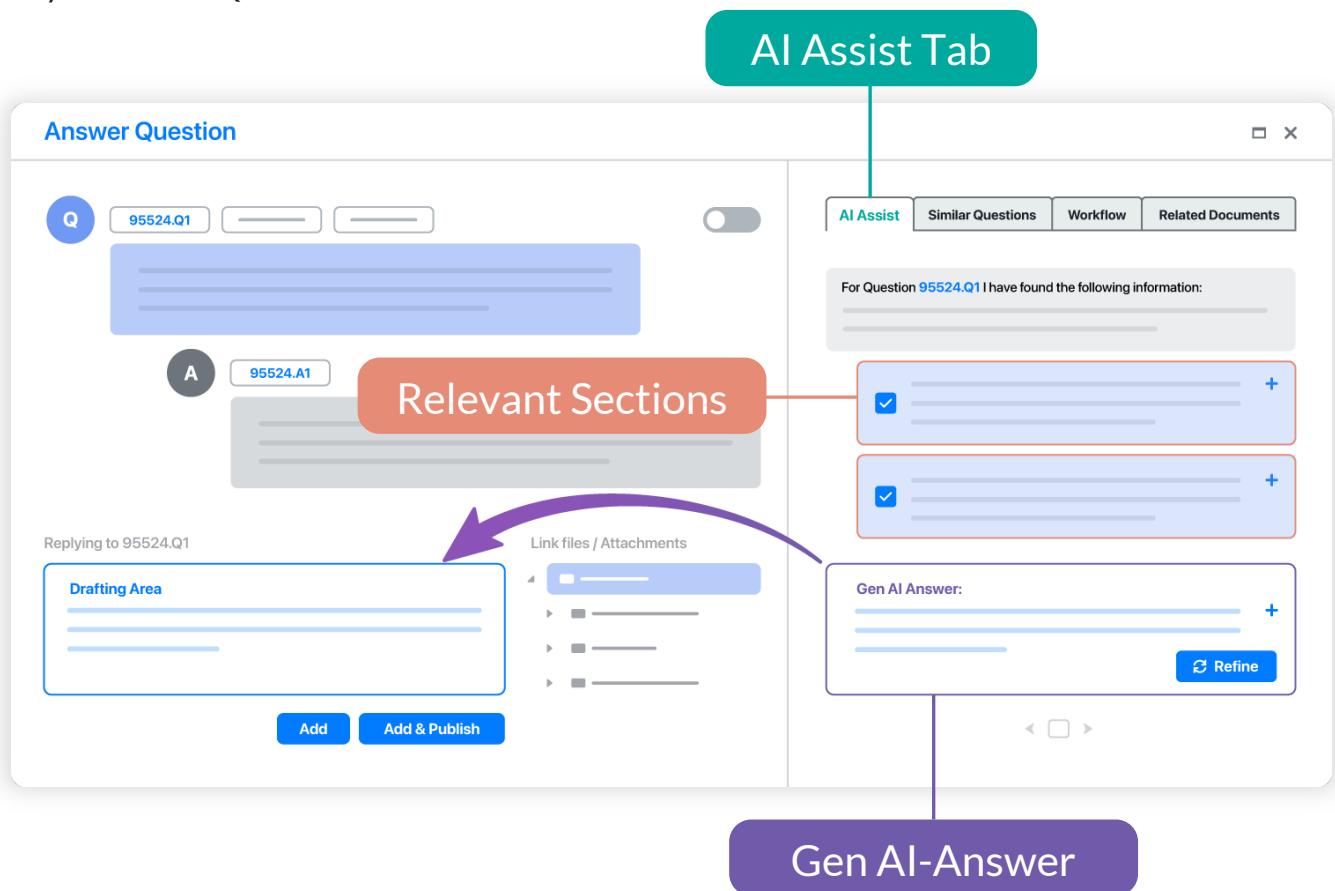 AI Assist Tab
Answer Question
Q
95524.Q1
A
95524.A1
Relevant Sections
Replying to 95524.Q1
Link files / Attachments
Drafting Area
Add
Add & Publish
AI Assist
Similar Questions
Workflow
Related Documents
For Question 95524.Q1 I have found the following information:
Gen AI Answer:
Refine
Gen AI-Answer